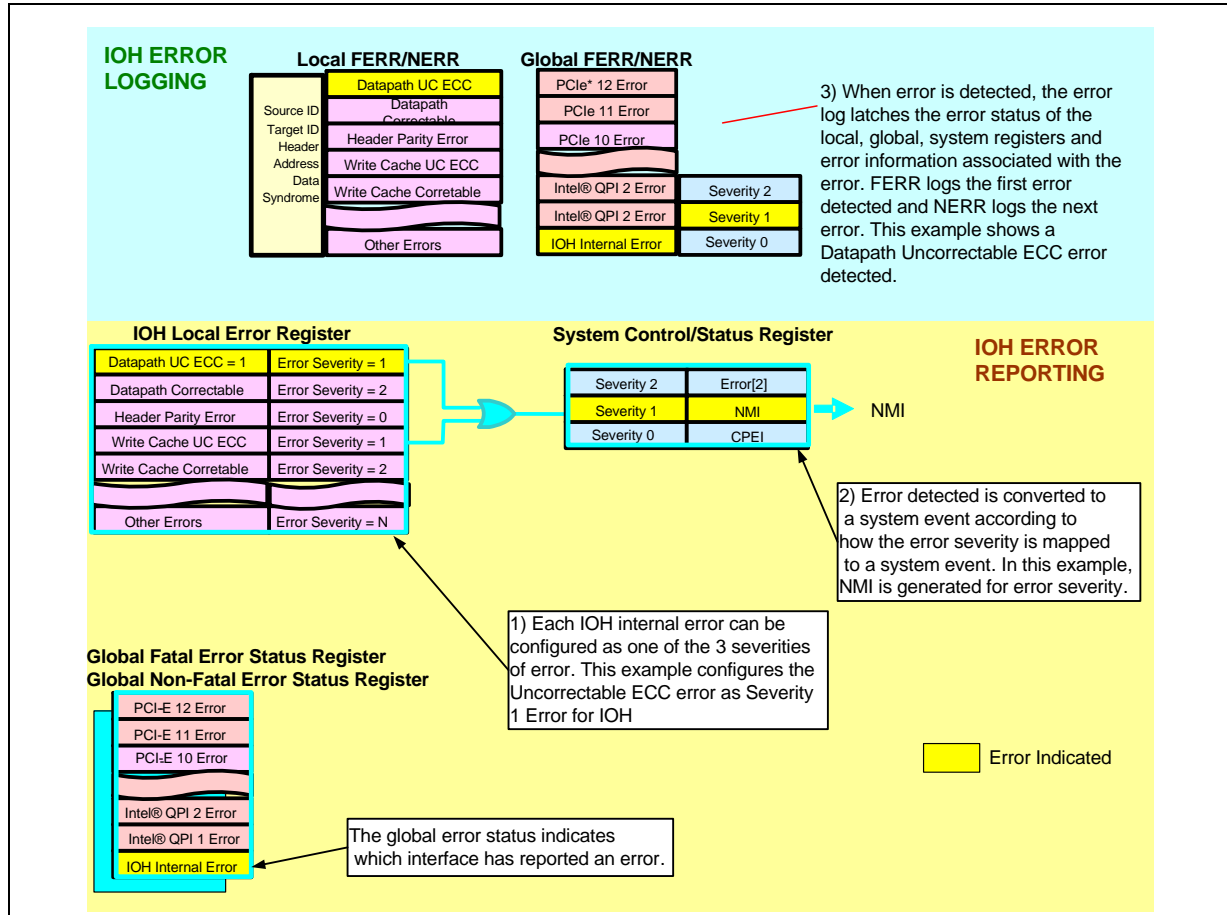 IOH ERROR
LOGGING
Local FERR/NERR
Source ID
Target ID
Header
Address
Data
Syndrome
Datapath UC ECC
Datapath
Correctable
Header Parity Error
Write Cache UC ECC
Write Cache Corretable
Other Errors
Global FERR/NERR
PCIe* 12 Error
PCIe 11 Error
PCIe 10 Error
Intel® QPI 2 Error
Intel® QPI 2 Error
IOH Internal Error
Severity 2
Severity 1
Severity 0
3) When error is detected, the error
log latches the error status of the
local, global, system registers and
error information associated with the
error. FERR logs the first error
detected and NERR logs the next
error. This example shows a
Datapath Uncorrectable ECC error
detected.
IOH Local Error Register
Datapath UC ECC = 1 Error Severity = 1
Datapath Correctable Error Severity = 2
Header Parity Error Error Severity = 0
Write Cache UC ECC Error Severity = 1
Write Cache Corretable Error Severity = 2
Other Errors Error Severity = N
System Control/Status Register
Severity 2 Error[2]
Severity 1 NMI
Severity 0 CPEI
NMI
IOH ERROR
REPORTING
2) Error detected is converted to
a system event according to
how the error severity is mapped
to a system event. In this example,
NMI is generated for error severity.
1) Each IOH internal error can be
configured as one of the 3 severities
of error. This example configures the
Uncorrectable ECC error as Severity
1 Error for IOH
Global Fatal Error Status Register
Global Non-Fatal Error Status Register
PCI-E 12 Error
PCI-E 11 Error
PCI-E 10 Error
Intel® QPI 2 Error
Intel® QPI 1 Error
IOH Internal Error
The global error status indicates
which interface has reported an error.
Error Indicated